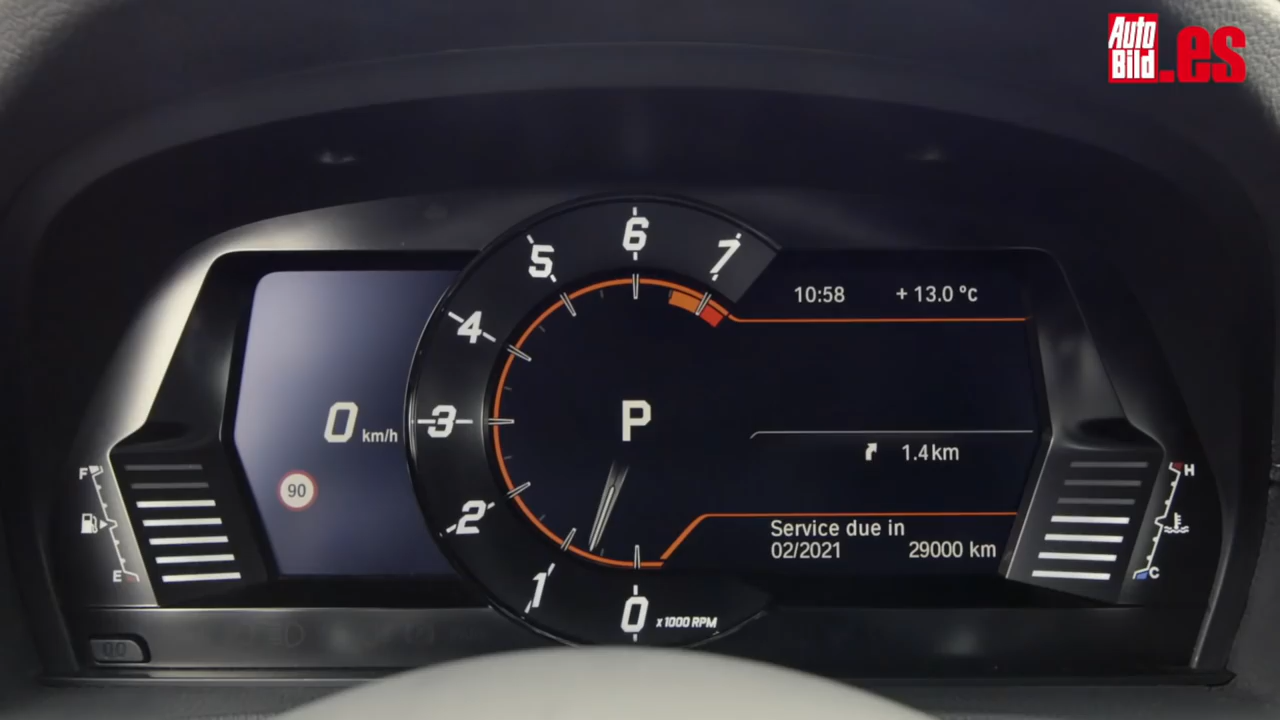 Auto
Bild.es
5
6
7
10:58 + 13.0 °c
4
P
0 km/h
3
1.4 km
F
H
90
2
Service due in
02/2021 29000 km
E
C
1
0 x 1000 RPM
00